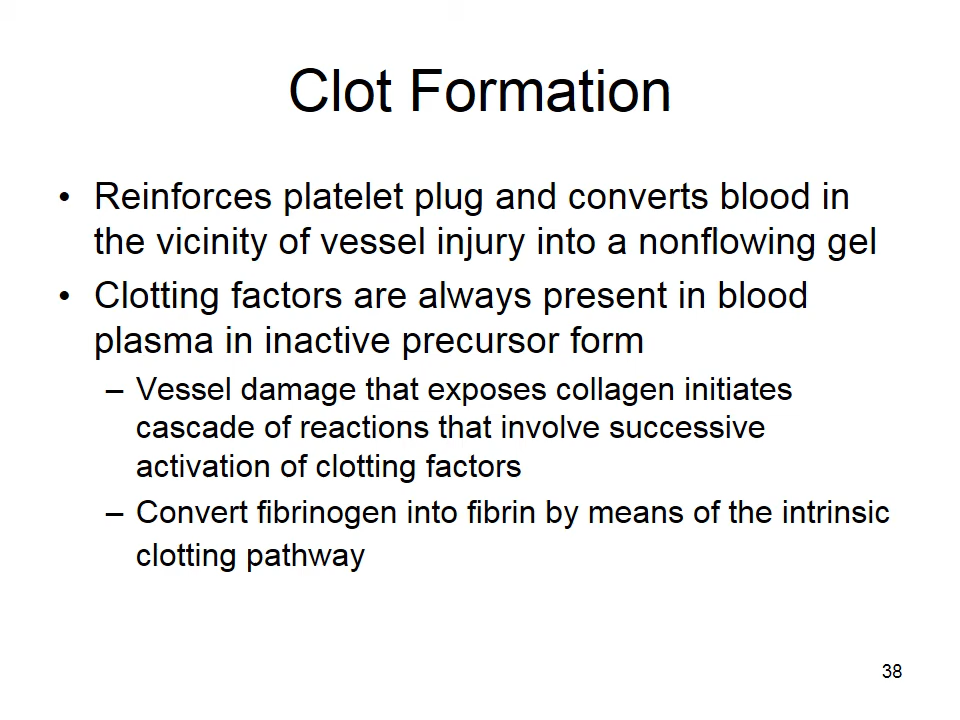 Clot Formation
• Reinforces platelet plug and converts blood in
the vicinity of vessel injury into a nonflowing gel
• Clotting factors are always present in blood
plasma in inactive precursor form
– Vessel damage that exposes collagen initiates
cascade of reactions that involve successive
activation of clotting factors
– Convert fibrinogen into fibrin by means of the intrinsic
clotting pathway
38